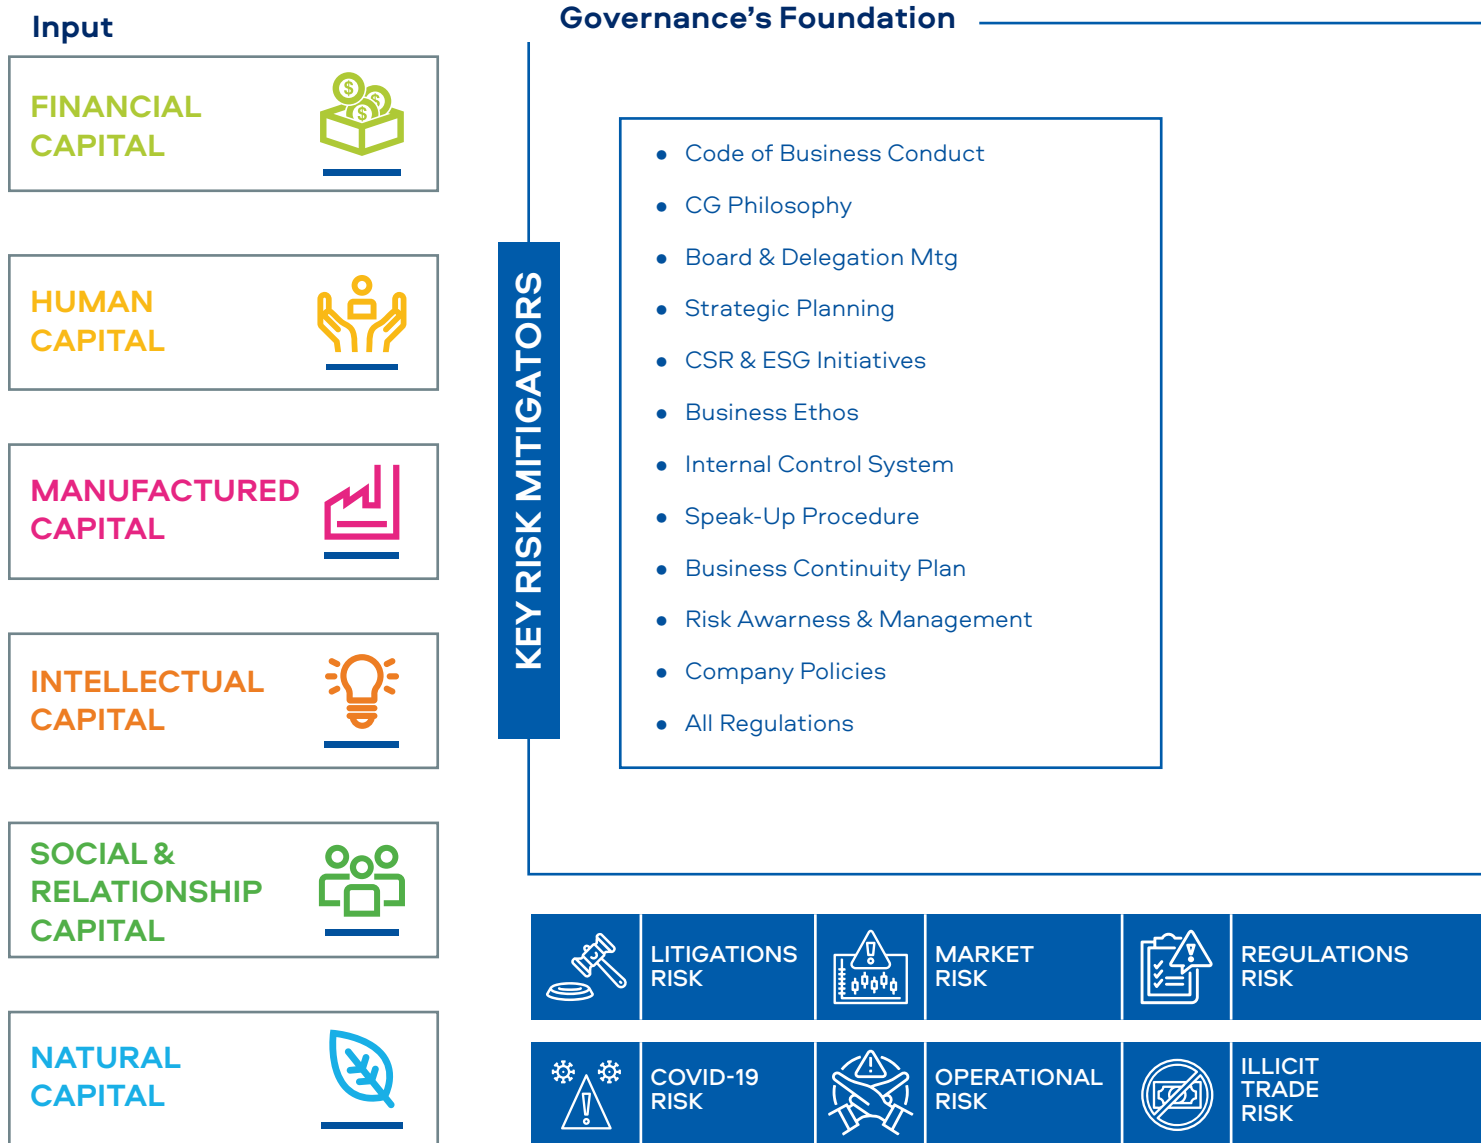 Input
FINANCIAL
CAPITAL
HUMAN
CAPITAL
MANUFACTURED
CAPITAL
INTELLECTUAL
CAPITAL
SOCIAL &
RELATIONSHIP
CAPITAL
NATURAL
CAPITAL
Governance's Foundation
KEY RISK MITIGATORS
• Code of Business Conduct
• CG Philosophy
• Board & Delegation Mtg
• Strategic Planning
• CSR & ESG Initiatives
• Business Ethos
• Internal Control System
• Speak-Up Procedure
• Business Continuity Plan
• Risk Awarness & Management
• Company Policies
• All Regulations
LITIGATIONS
RISK
MARKET
RISK
REGULATIONS
RISK
COVID-19
RISK
OPERATIONAL
RISK
ILLICIT
TRADE
RISK